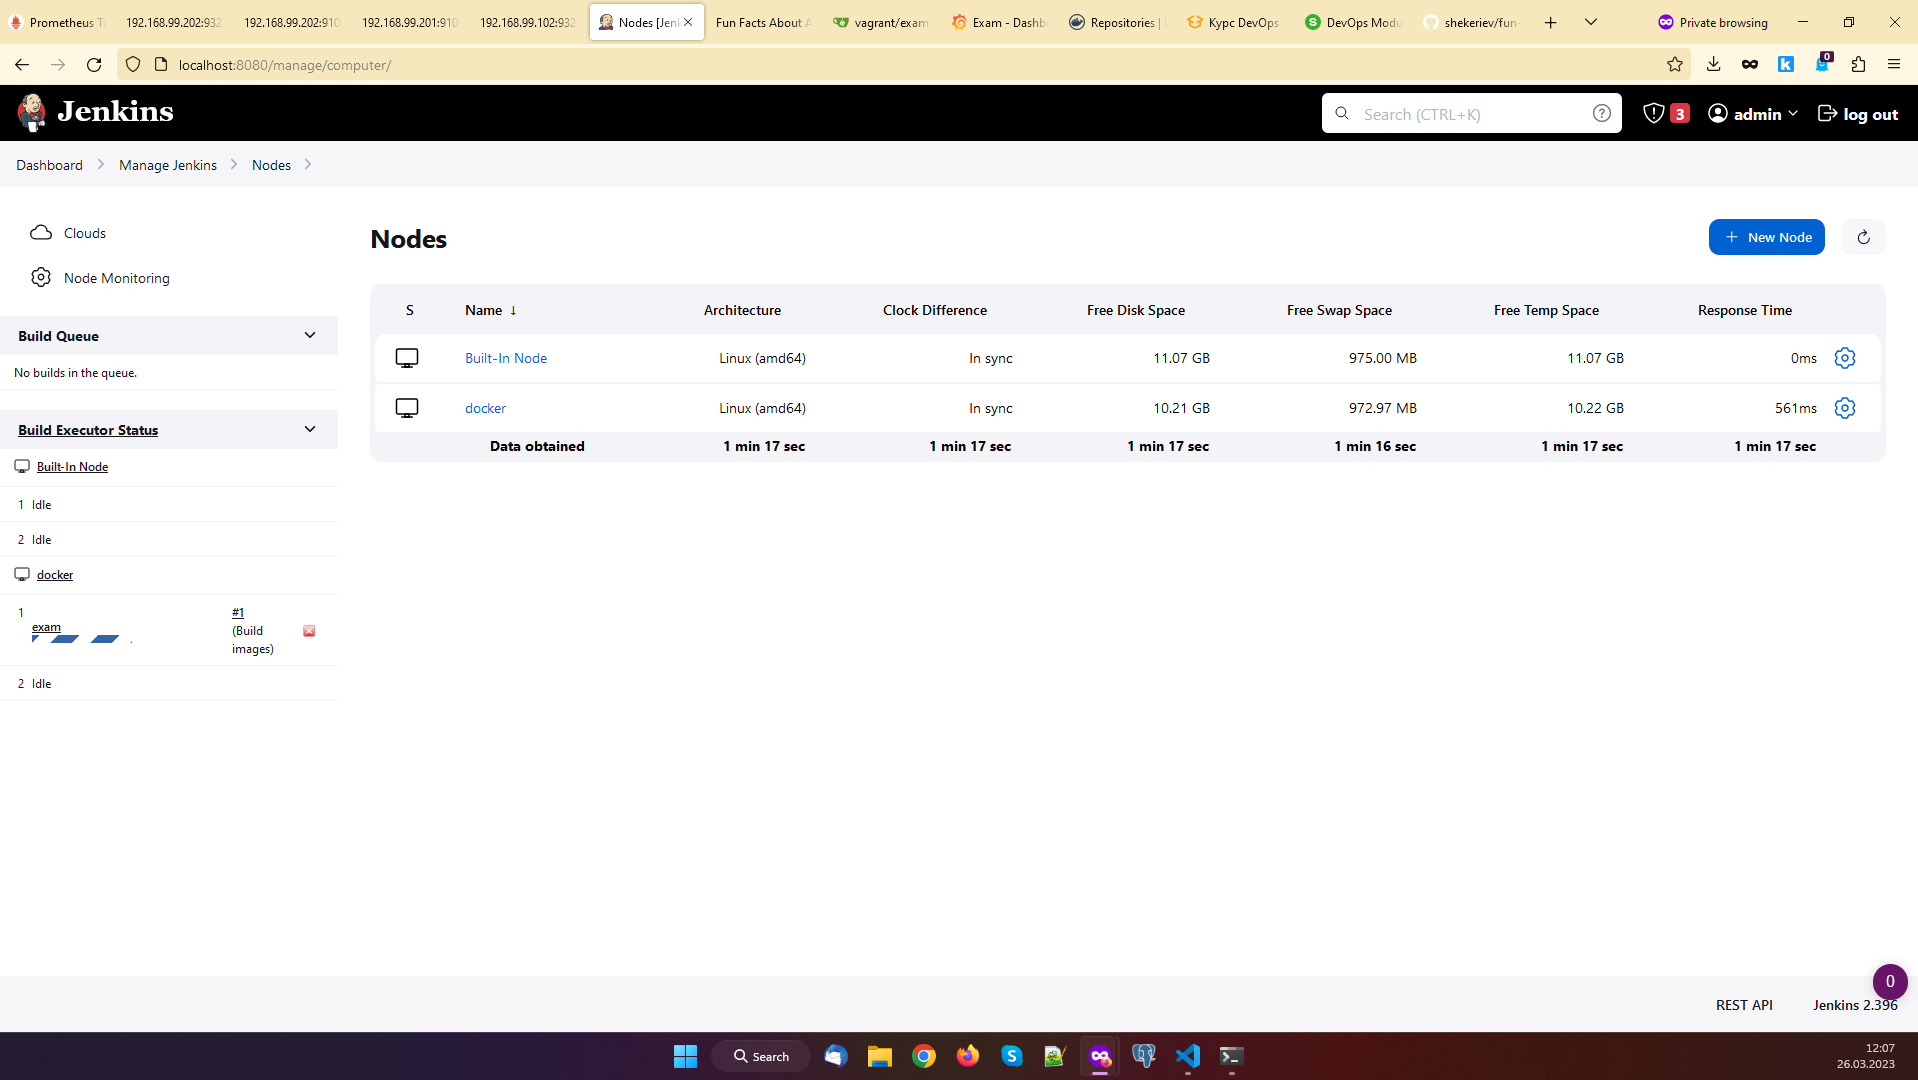 Prometheus Ti
192.168.99.202:932
192.168.99.202:910
192.168.99.201:910
192.168.99.102:932
Nodes [Jenk
Fun Facts About A
vagrant/exam
Exam - Dashb
Repositories |
Курс DevOps
DevOps Modu
shekeriev/fun-
Private browsing
localhost:8080/manage/computer/
0
Jenkins
Search (CTRL+K)
3
admin
log out
Dashboard
Manage Jenkins
Nodes
Clouds
Node Monitoring
Build Queue
No builds in the queue.
Build Executor Status
Built-In Node
1 Idle
2 Idle
docker
1
exam
#1
(Build
images)
2 Idle
Nodes
New Node
S Name ↓ Architecture Clock Difference Free Disk Space Free Swap Space Free Temp Space Response Time
Built-In Node Linux (amd64) In sync 11.07 GB 975.00 MB 11.07 GB 0ms
docker Linux (amd64) In sync 10.21 GB 972.97 MB 10.22 GB 561ms
Data obtained 1 min 17 sec 1 min 17 sec 1 min 17 sec 1 min 16 sec 1 min 17 sec 1 min 17 sec
0
REST API
Jenkins 2.396
Search
12:07
26.03.2023